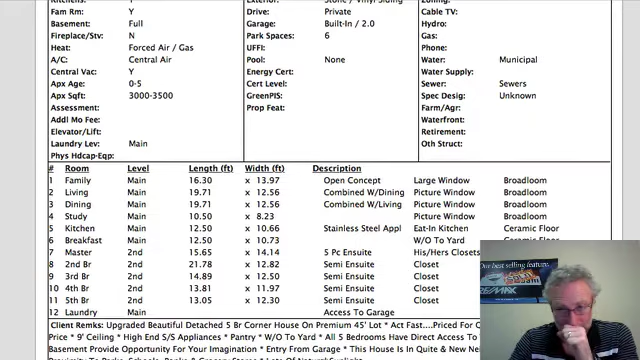 Kitchens: 1 Exterior: Stone / Vinyl Siding Zoning:
Fam Rm: Y Drive: Private Cable TV:
Basement: Full Garage: Built-In / 2.0 Hydro:
Fireplace/Stv: N Park Spaces: 6 Gas:
Heat: Forced Air / Gas UFFI: Phone:
A/C: Central Air Pool: None Water: Municipal
Central Vac: Y Energy Cert: Water Supply:
Apx Age: 0-5 Cert Level: Sewer: Sewers
Apx Sqft: 3000-3500 GreenPIS: Spec Desig: Unknown
Assessment: Prop Feat: Farm/Agr:
Addl Mo Fee: Waterfront:
Elevator/Lift: Retirement:
Laundry Lev: Main Oth Struct:
Phys Hdcap-Eqp:
# Room Level Length (ft) Width (ft) Description
1 Family Main 16.30 x 13.97 Open Concept Large Window Broadloom
2 Living Main 19.71 x 12.56 Combined W/Dining Picture Window Broadloom
3 Dining Main 19.71 x 12.56 Combined W/Living Picture Window Broadloom
4 Study Main 10.50 x 8.23 Picture Window Broadloom
5 Kitchen Main 12.50 x 10.66 Stainless Steel Appl Eat-In Kitchen Ceramic Floor
6 Breakfast Main 12.50 x 10.73 W/O To Yard Ceramic Floor
7 Master 2nd 15.65 x 14.14 5 Pc Ensuite His/Hers Closets
8 2nd Br 2nd 21.78 x 12.82 Semi Ensuite Closet
9 3rd Br 2nd 14.89 x 12.50 Semi Ensuite Closet
10 4th Br 2nd 13.81 x 11.97 Semi Ensuite Closet
11 5th Br 2nd 13.05 x 12.30 Semi Ensuite Closet
12 Laundry Main Access To Garage
Client Remks: Upgraded Beautiful Detached 5 Br Corner House On Premium 45' Lot * Act Fast....Priced For Q
Price * 9' Ceiling * High End S/S Appliances * Pantry * W/O To Yard * All 5 Bedrooms Have Direct Access To
Basement Provide Opportunity For Your Imagination * Entry From Garage * This House Is In Quite & New Ne
Our best selling feature.
RE/MAX